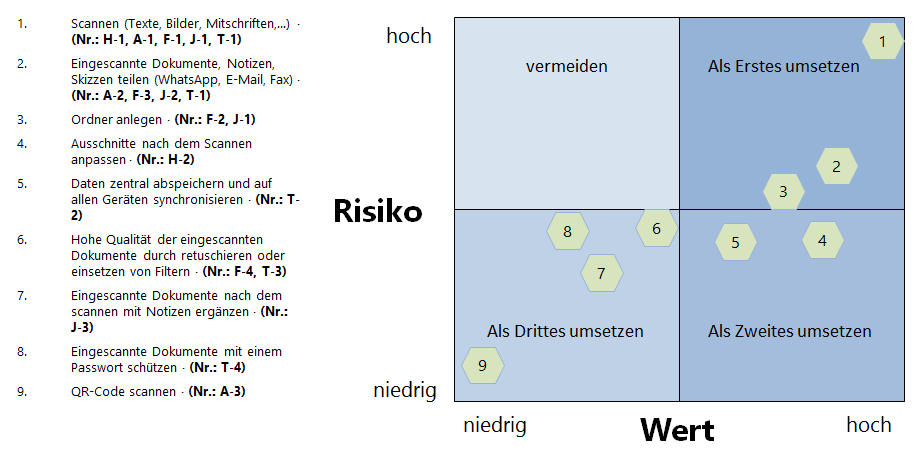 1. Scannen (Texte, Bilder, Mitschriften,...) ·
(Nr.: H-1, A-1, F-1, J-1, T-1)
2. Eingescannte Dokumente, Notizen,
Skizzen teilen (WhatsApp, E-Mail, Fax) ·
(Nr.: A-2, F-3, J-2, T-1)
3. Ordner anlegen · (Nr.: F-2, J-1)
4. Ausschnitte nach dem Scannen
anpassen · (Nr.: H-2)
5. Daten zentral abspeichern und auf
allen Geräten synchronisieren · (Nr.: T-
2)
6. Hohe Qualität der eingescannten
Dokumente durch retuschieren oder
einsetzen von Filtern · (Nr.: F-4, T-3)
7. Eingescannte Dokumente nach dem
scannen mit Notizen ergänzen · (Nr.:
J-3)
8. Eingescannte Dokumente mit einem
Passwort schützen · (Nr.: T-4)
9. QR-Code scannen · (Nr.: A-3)
hoch
Risiko
niedrig
vermeiden
Als Erstes umsetzen
1
2
3
8
6
7
5
4
Als Drittes umsetzen
Als Zweites umsetzen
9
niedrig
Wert
hoch